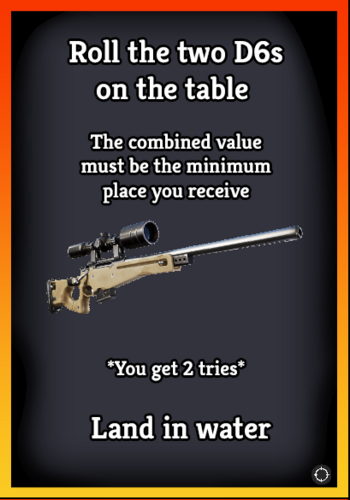 Roll the two D6s
on the table
The combined value
must be the minimum
place you receive
*You get 2 tries*
Land in water